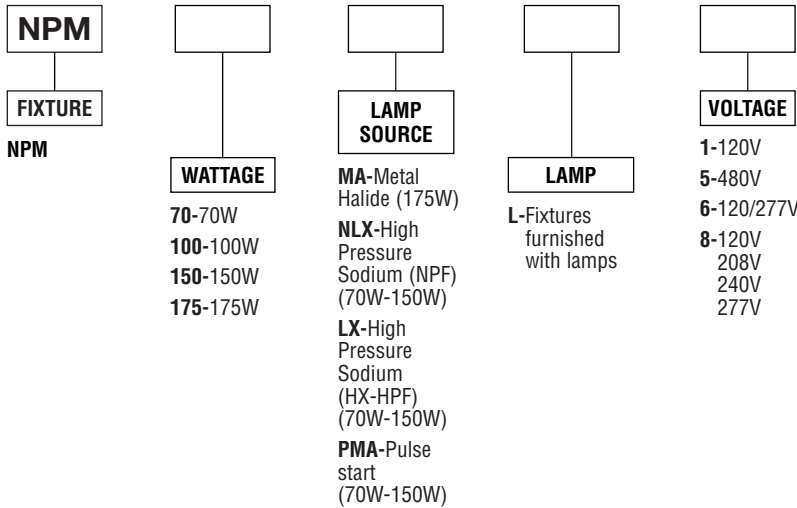 NPM
FIXTURE
NPM
WATTAGE
70-70W
100-100W
150-150W
175-175W
LAMP
SOURCE
MA-Metal
Halide (175W)
NLX-High
Pressure
Sodium (NPF)
(70W-150W)
LX-High
Pressure
Sodium
(HX-HPF)
(70W-150W)
PMA-Pulse
start
(70W-150W)
LAMP
L-Fixtures
furnished
with lamps
VOLTAGE
1-120V
5-480V
6-120/277V
8-120V
208V
240V
277V